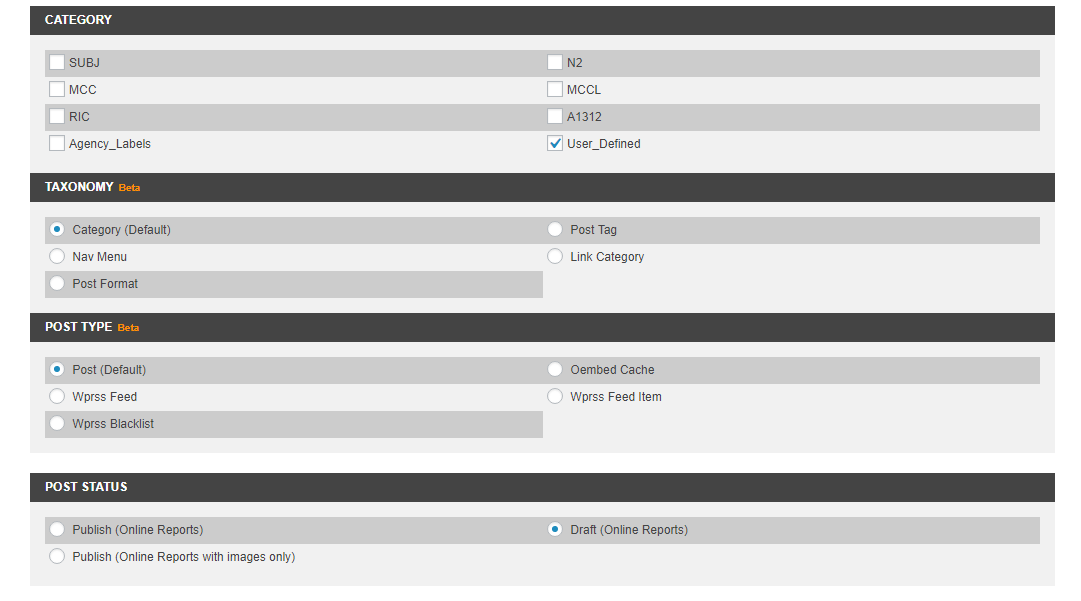 CATEGORY
SUBJ N2
MCC MCCL
RIC A1312
Agency_Labels User_Defined
TAXONOMY Beta
Category (Default) Post Tag
Nav Menu Link Category
Post Format
POST TYPE Beta
Post (Default) Oembed Cache
Wprss Feed Wprss Feed Item
Wprss Blacklist
POST STATUS
Publish (Online Reports) Draft (Online Reports)
Publish (Online Reports with images only)